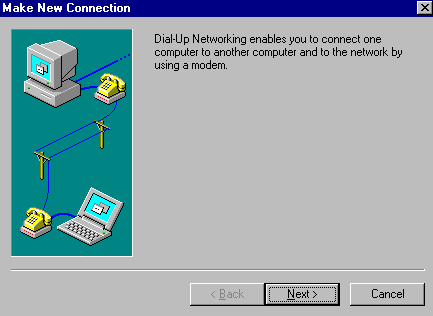 Make New Connection
Dial-Up Networking enables you to connect one
computer to another computer and to the network by
using a modem.
< Back
Next >
Cancel